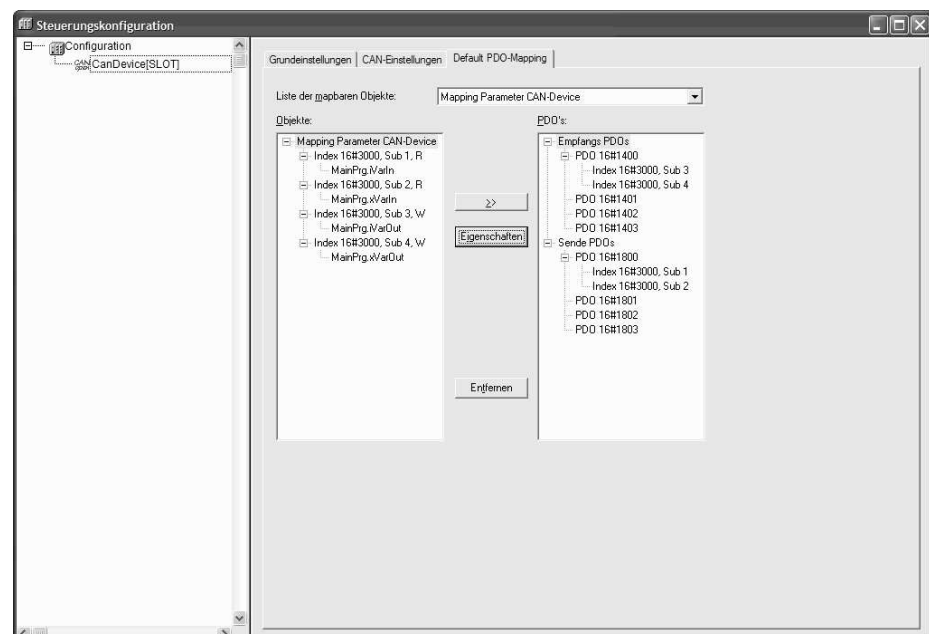 Steuerungskonfiguration
Configuration
CanDevice[SLOT]
Grundeinstellungen
CAN-Einstellungen
Default PDO-Mapping
Liste der mapbaren Objekte:
Mapping Parameter CAN-Device
Objekte:
Mapping Parameter CAN-Device
Index 16#3000, Sub 1, R
MainPrg.iVarIn
Index 16#3000, Sub 2, R
MainPrg.xVarIn
Index 16#3000, Sub 3, W
MainPrg.iVarOut
Index 16#3000, Sub 4, W
MainPrg.xVarOut
>>
Eigenschaften
Entfernen
PDO's:
Empfangs PDOs
PDO 16#1400
Index 16#3000, Sub 3
Index 16#3000, Sub 4
PDO 16#1401
PDO 16#1402
PDO 16#1403
Sende PDOs
PDO 16#1800
Index 16#3000, Sub 1
Index 16#3000, Sub 2
PDO 16#1801
PDO 16#1802
PDO 16#1803